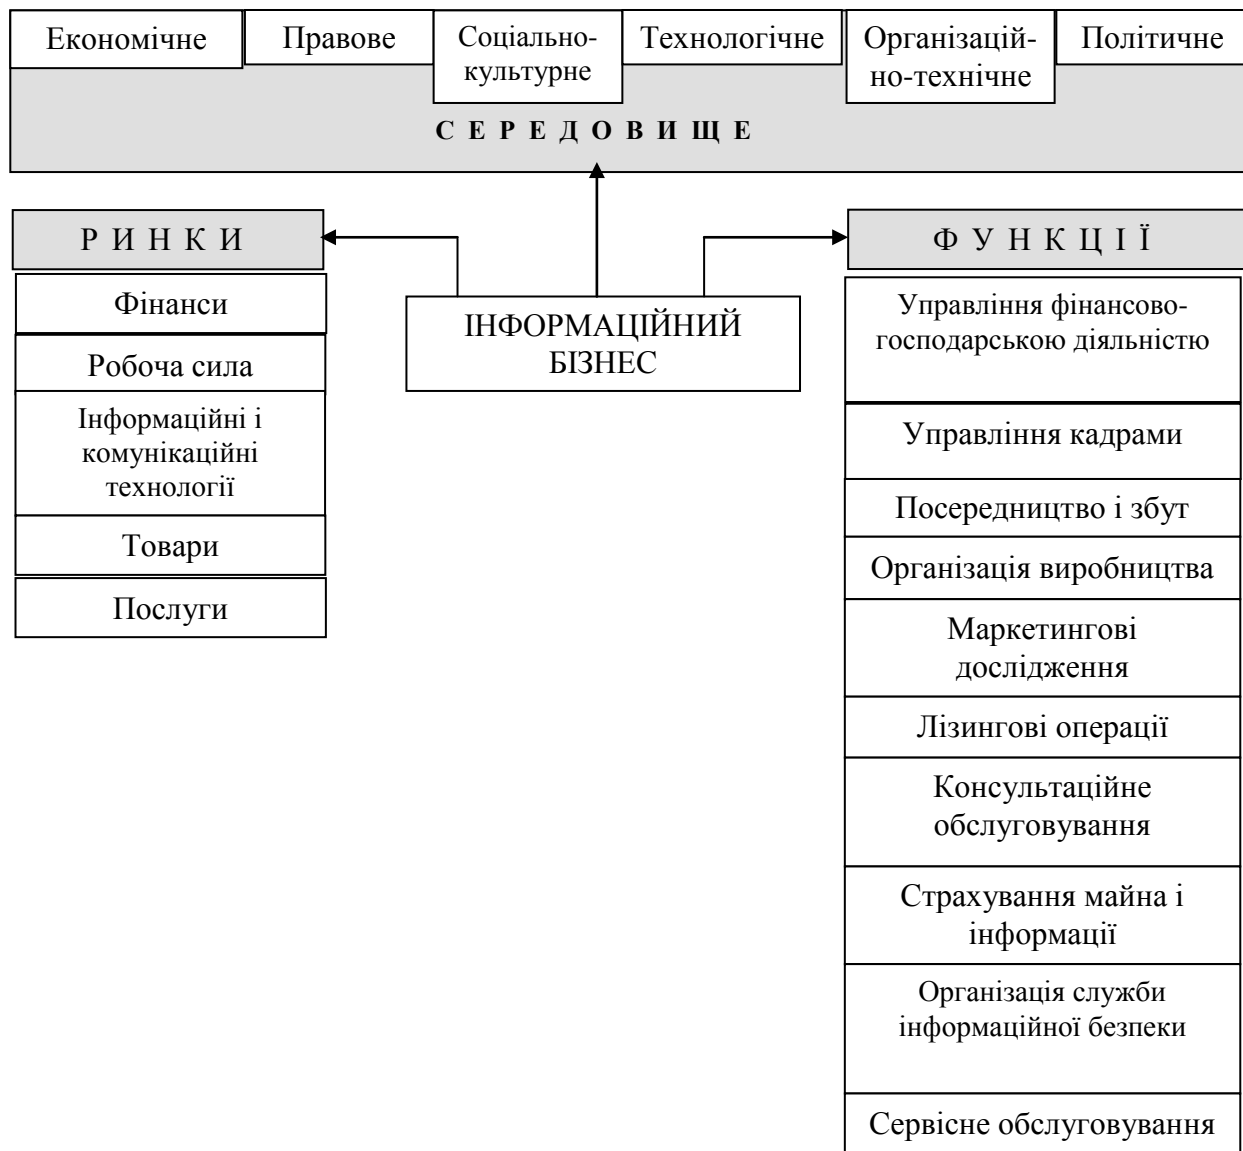 Економічне
Правове
Соціально-
культурне
Технологічне
Організацій-
но-технічне
Політичне
С Е Р Е Д О В И Щ Е
Р И Н К И
Фінанси
Робоча сила
Інформаційні і
комунікаційні
технології
Товари
Послуги
ІНФОРМАЦІЙНИЙ
БІЗНЕС
Ф У Н К Ц І Ї
Управління фінансово-
господарською діяльністю
Управління кадрами
Посередництво і збут
Організація виробництва
Маркетингові
дослідження
Лізингові операції
Консультаційне
обслуговування
Страхування майна і
інформації
Організація служби
інформаційної безпеки
Сервісне обслуговування